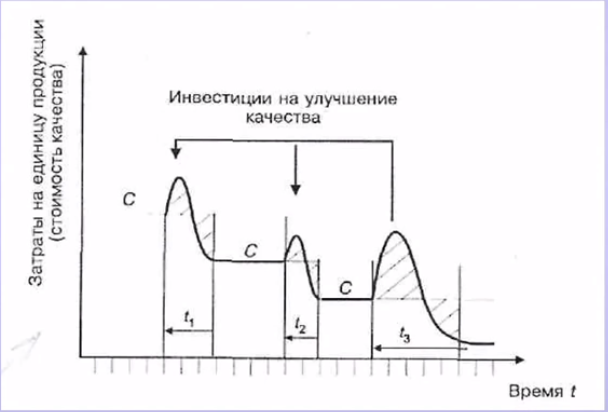 Затраты на единицу продукции
(стоимость качества)
Инвестиции на улучшение
качества
C
C
C
t1
t2
t3
Время t